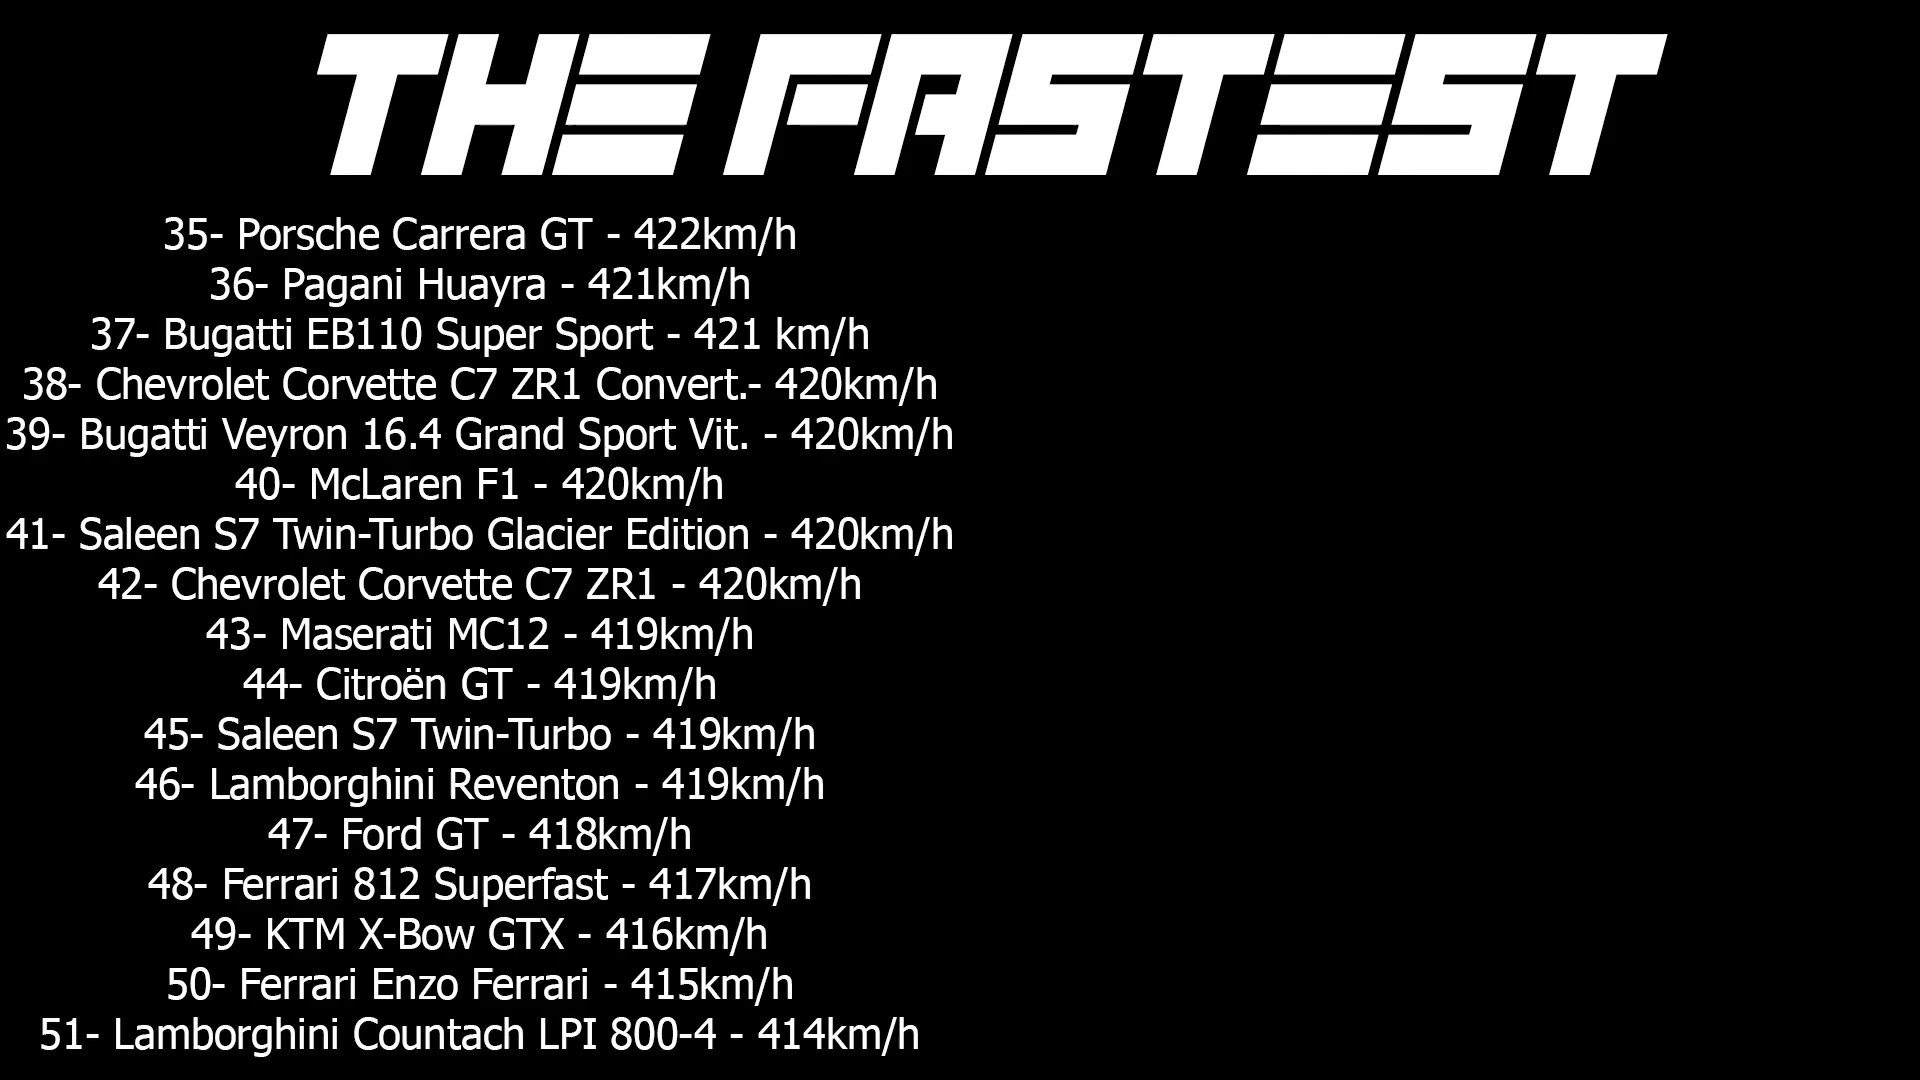 THE FASTEST
35- Porsche Carrera GT - 422km/h
36- Pagani Huayra - 421km/h
37- Bugatti EB110 Super Sport - 421 km/h
38- Chevrolet Corvette C7 ZR1 Convert.- 420km/h
39- Bugatti Veyron 16.4 Grand Sport Vit. - 420km/h
40- McLaren F1 - 420km/h
41- Saleen S7 Twin-Turbo Glacier Edition - 420km/h
42- Chevrolet Corvette C7 ZR1 - 420km/h
43- Maserati MC12 - 419km/h
44- Citroën GT - 419km/h
45- Saleen S7 Twin-Turbo - 419km/h
46- Lamborghini Reventon - 419km/h
47- Ford GT - 418km/h
48- Ferrari 812 Superfast - 417km/h
49- KTM X-Bow GTX - 416km/h
50- Ferrari Enzo Ferrari - 415km/h
51- Lamborghini Countach LPI 800-4 - 414km/h